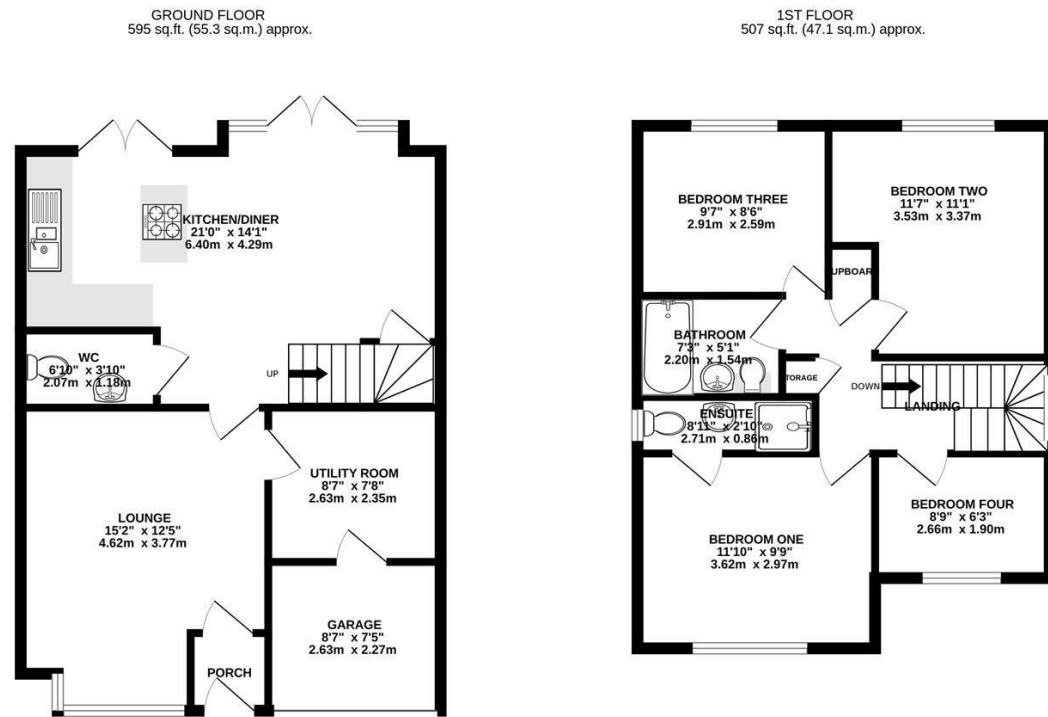 GROUND FLOOR
595 sq.ft. (55.3 sq.m.) approx.
KITCHEN/DINER
21'0" x 14'1"
6.40m x 4.29m
WC
6'10" x 3'10"
2.07m x 1.18m
UP
LOUNGE
15'2" x 12'5"
4.62m x 3.77m
UTILITY ROOM
8'7" x 7'8"
2.63m x 2.35m
GARAGE
8'7" x 7'5"
2.63m x 2.27m
PORCH
1ST FLOOR
507 sq.ft. (47.1 sq.m.) approx.
BEDROOM THREE
9'7" x 8'6"
2.91m x 2.59m
BEDROOM TWO
11'7" x 11'1"
3.53m x 3.37m
UPBOAR
BATHROOM
7'3" x 5'1"
2.20m x 1.54m
TORAGE
DOWN
LANDING
ENSUITE
8'11" x 2'10"
2.71m x 0.86m
BEDROOM ONE
11'10" x 9'9"
3.62m x 2.97m
BEDROOM FOUR
8'9" x 6'3"
2.66m x 1.90m